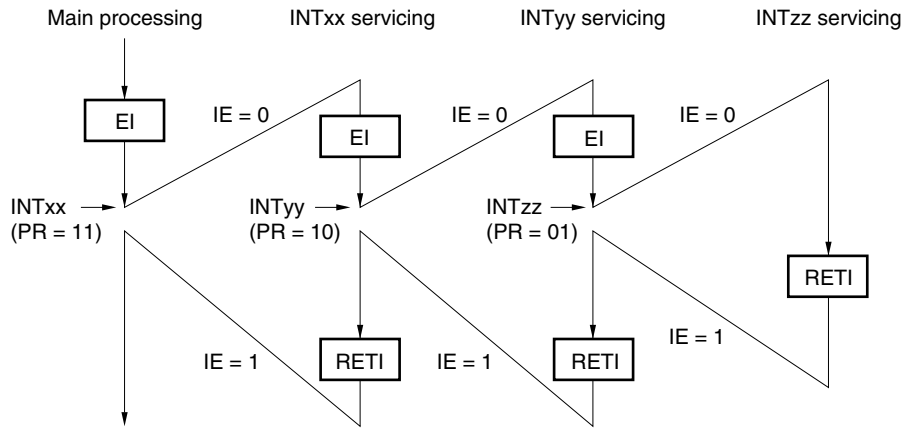 Main processing INTxx servicing INTyy servicing INTzz servicing
EI IE = 0 EI IE = 0 EI IE = 0
INTxx INTyy INTzz
(PR = 11) (PR = 10) (PR = 01)
RETI
IE = 1 RETI IE = 1 RETI IE = 1